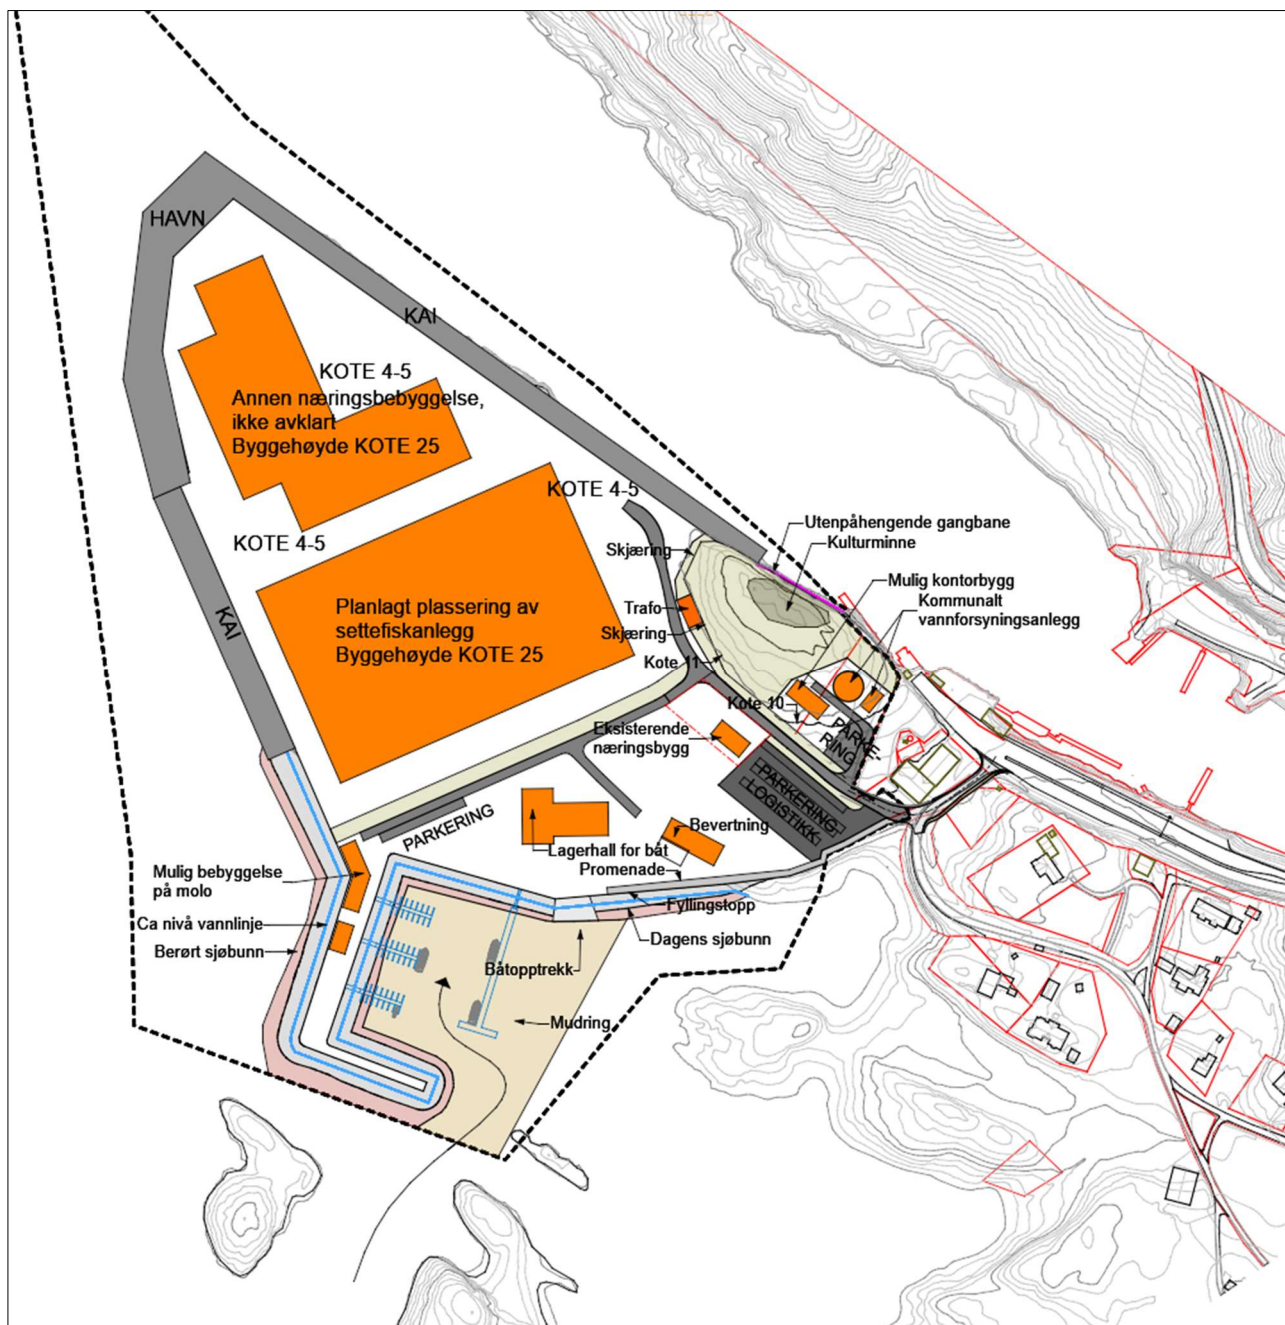 HAVN
KAI
KOTE 4-5
Annen næringsbebyggelse,
ikke avklart
Byggehøyde KOTE 25
KOTE 4-5
KOTE 4-5
Utenpåhengende gangbane
Kulturminne
Skjæring
Mulig kontorbygg
Kommunalt
vannforsyningsanlegg
Trafo
Skjæring
Planlagt plassering av
settefiskanlegg
Byggehøyde KOTE 25
KAI
Kote 11
Kote 10
PARKE-
RING
Eksisterende
næringsbygg
PARKERING
LOGISTIKK
PARKERING
Bevertning
Lagerhall for båt
Promenade
Mulig bebyggelse
på molo
Fyllingstopp
Ca nivå vannlinje
Dagens sjøbunn
Berørt sjøbunn
Båtopptrekk
Mudring